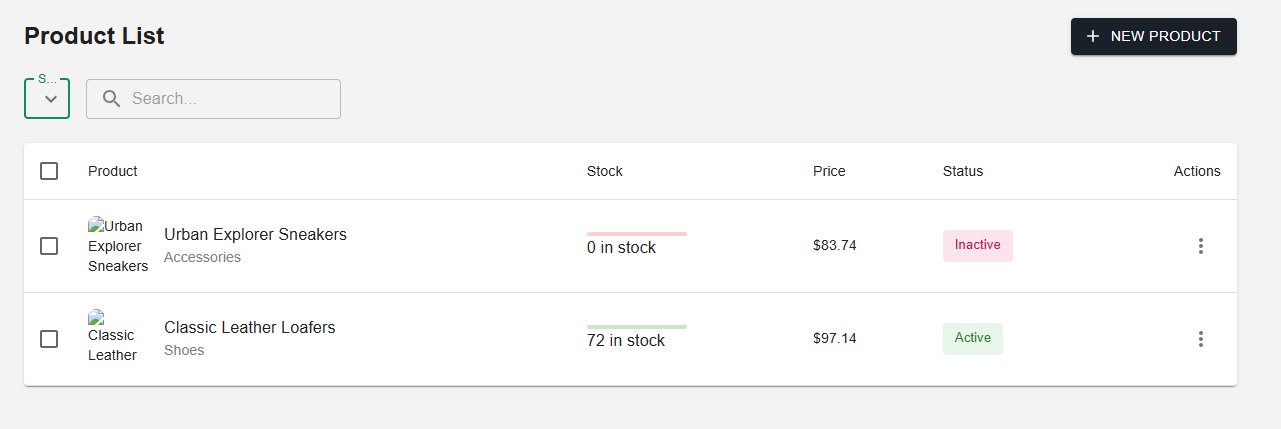 Product List
+ NEW PRODUCT
S...
Search...
Product Stock Price Status Actions
Urban
Explorer
Sneakers
Urban Explorer Sneakers
Accessories
0 in stock
$83.74
Inactive
Classic
Leather
Classic Leather Loafers
Shoes
72 in stock
$97.14
Active